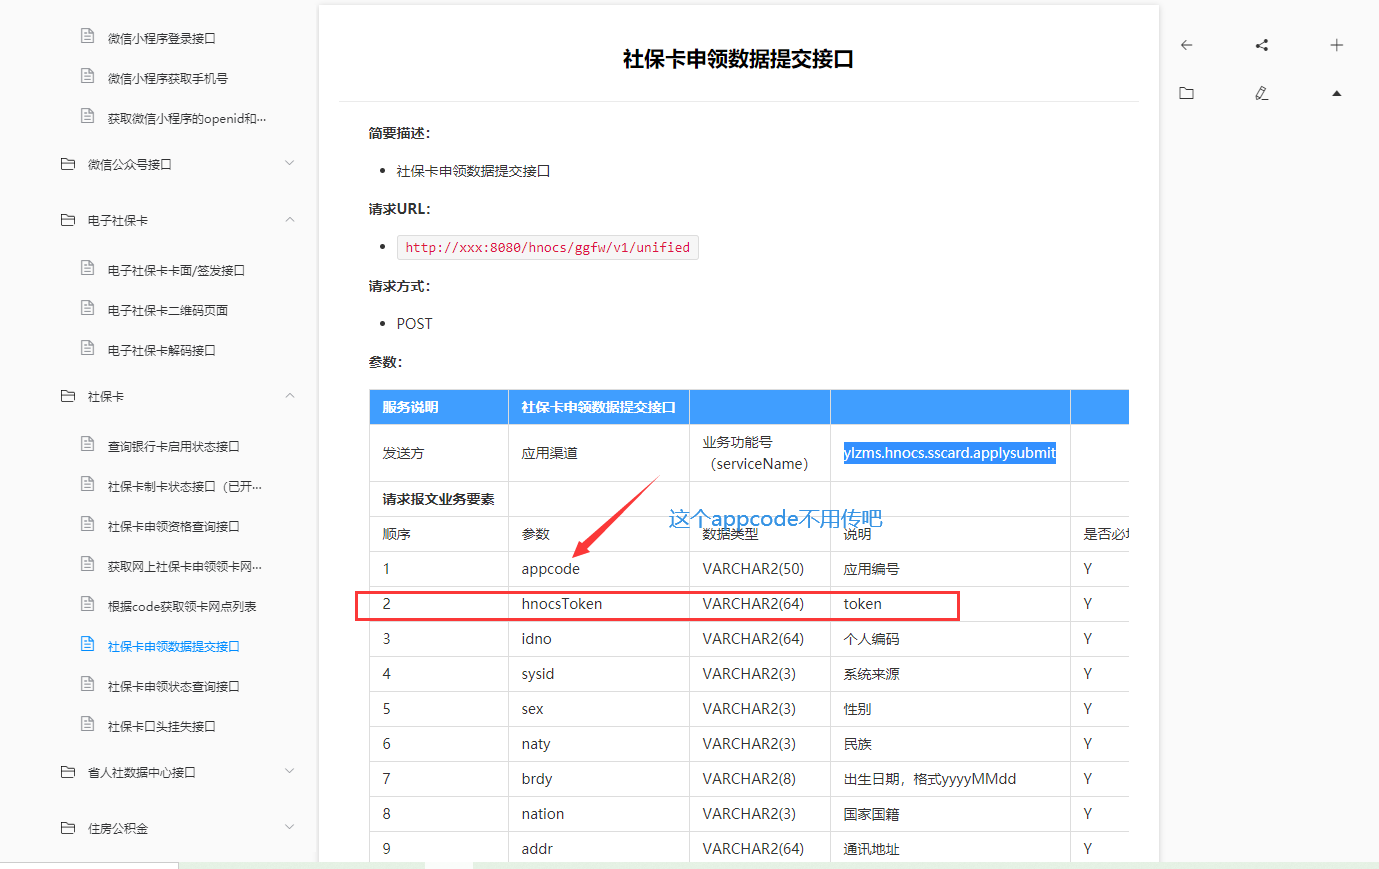 微信小程序登录接口
微信小程序获取手机号
获取微信小程序的openid和...
微信公众号接口
电子社保卡
电子社保卡卡面/签发接口
电子社保卡二维码页面
电子社保卡解码接口
社保卡
查询银行卡启用状态接口
社保卡制卡状态接口（已开...
社保卡申领资格查询接口
获取网上社保卡申领领卡网...
根据code获取领卡网点列表
社保卡申领数据提交接口
社保卡申领状态查询接口
社保卡口头挂失接口
省人社数据中心接口
住房公积金
社保卡申领数据提交接口
简要描述：
社保卡申领数据提交接口
请求URL：
http://xxx:8080/hnocs/ggfw/v1/unified
请求方式：
POST
参数：
服务说明 社保卡申领数据提交接口
发送方 应用渠道 业务功能号（serviceName） ylzms.hnocs.sscard.applysubmit
请求报文业务要素
这个appcode不用传吧
顺序 参数 数据类型 说明 是否必
1 appcode VARCHAR2(50) 应用编号 Y
2 hnocsToken VARCHAR2(64) token Y
3 idno VARCHAR2(64) 个人编码 Y
4 sysid VARCHAR2(3) 系统来源 Y
5 sex VARCHAR2(3) 性别 Y
6 naty VARCHAR2(3) 民族 Y
7 brdy VARCHAR2(8) 出生日期，格式yyyyMMdd Y
8 nation VARCHAR2(3) 国家国籍 Y
9 addr VARCHAR2(64) 通讯地址 Y